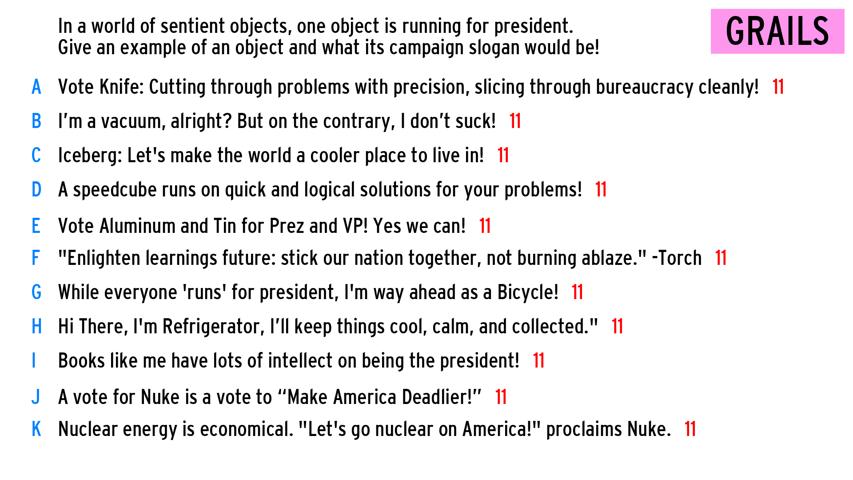 In a world of sentient objects, one object is running for president.
Give an example of an object and what its campaign slogan would be!
GRAILS
A Vote Knife: Cutting through problems with precision, slicing through bureaucracy cleanly! 11
B I'm a vacuum, alright? But on the contrary, I don't suck! 11
C Iceberg: Let's make the world a cooler place to live in! 11
D A speedcube runs on quick and logical solutions for your problems! 11
E Vote Aluminum and Tin for Prez and VP! Yes we can! 11
F "Enlighten learnings future: stick our nation together, not burning ablaze." -Torch 11
G While everyone 'runs' for president, I'm way ahead as a Bicycle! 11
H Hi There, I'm Refrigerator, I’ll keep things cool, calm, and collected." 11
I Books like me have lots of intellect on being the president! 11
J A vote for Nuke is a vote to “Make America Deadlier!” 11
K Nuclear energy is economical. "Let's go nuclear on America!" proclaims Nuke. 11